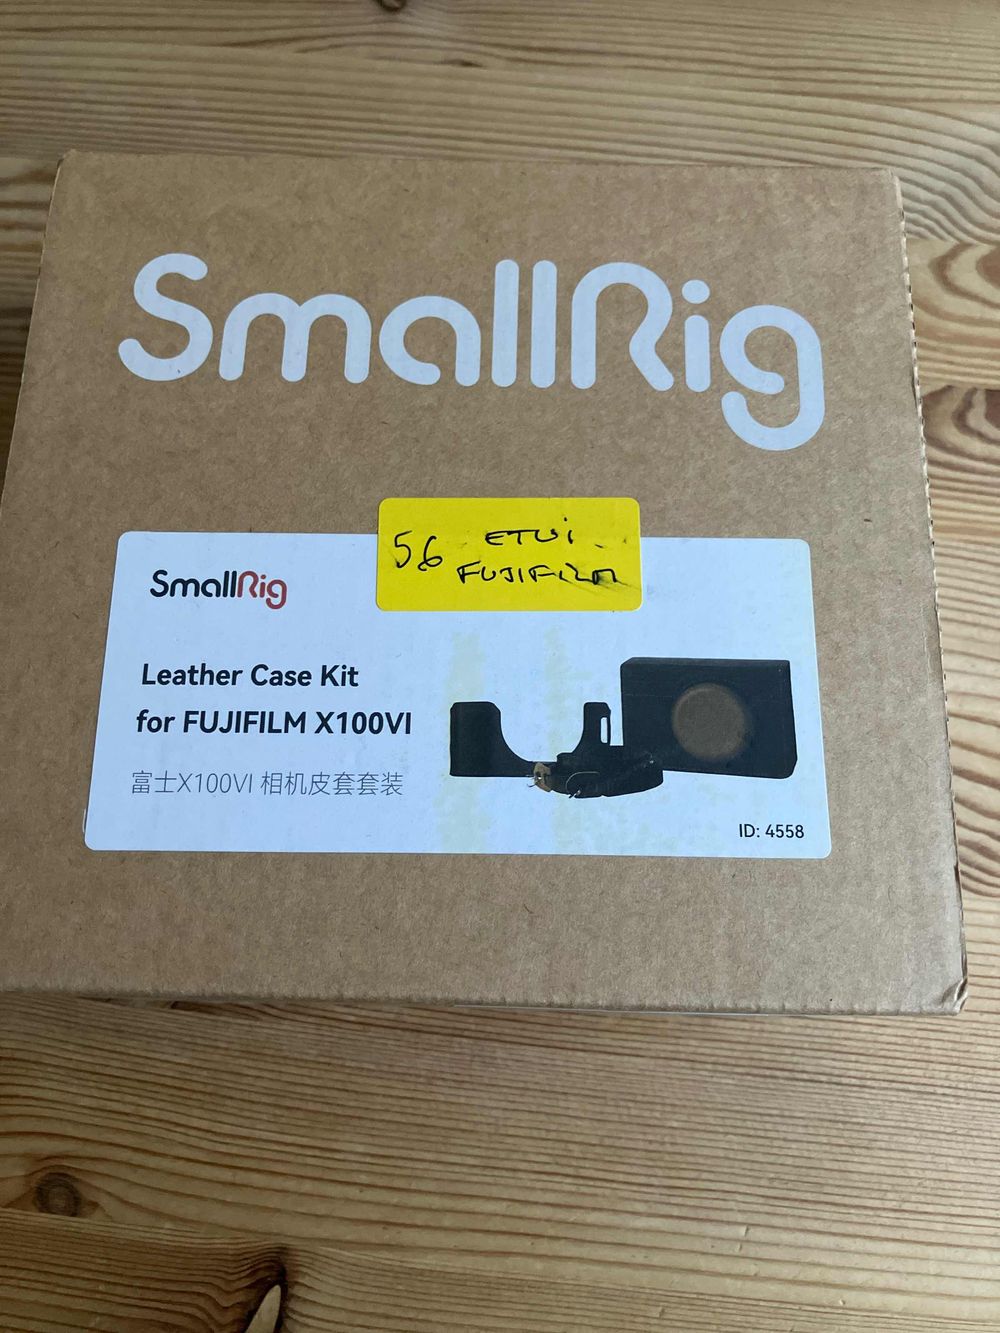 SmallRig
56 ETUi
FUJIFILM
SmallRig
Leather Case Kit
for FUJIFILM X100VI
富士X100VI 相机皮套套装
ID: 4558